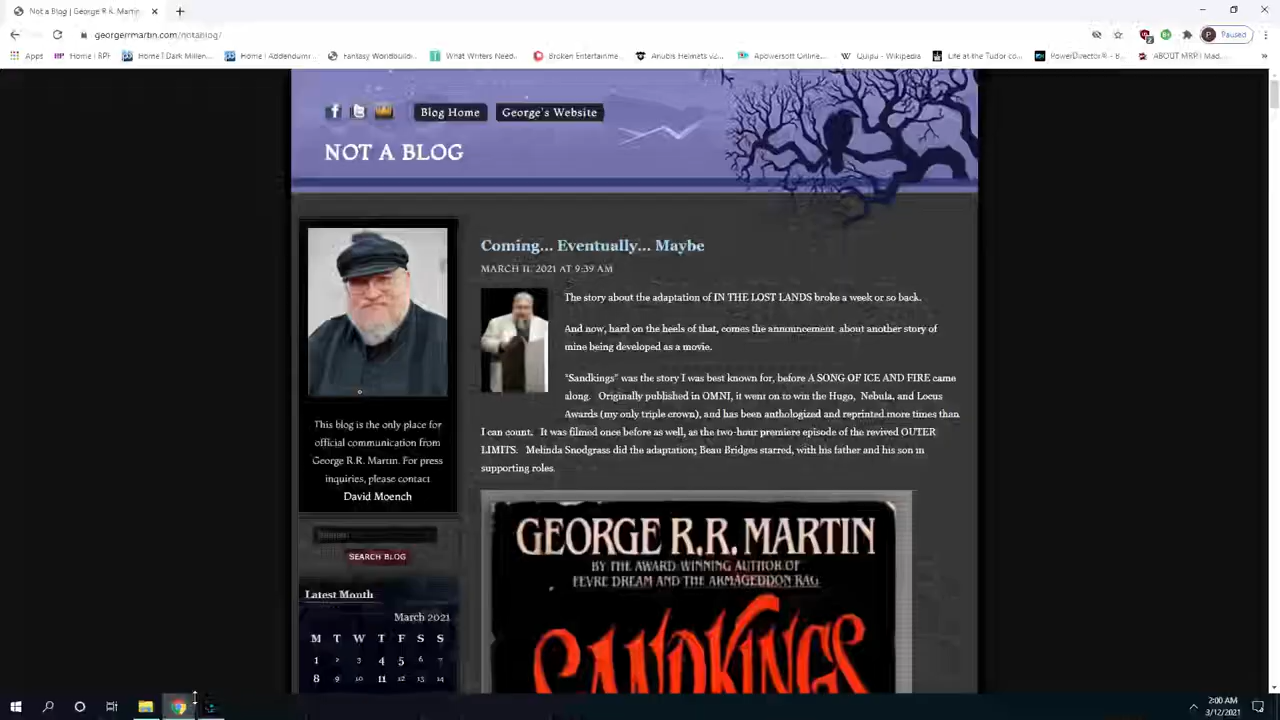 Not a Blog | George R.R. Martin
georgerrmartin.com/notablog/
Paused
Apps
Home | RPF
Home | Dark Millen...
Home | Addendum...
Fantasy Worldbuildi...
What Writers Need...
Broken Entertainme...
Anubis Helmets v2...
Apowersoft Online...
Quipu - Wikipedia
Life at the Tudor co...
PowerDirector® - B...
ABOUT MRP | Mad...
Blog Home
George's Website
NOT A BLOG
This blog is the only place for
official communication from
George R.R. Martin. For press
inquiries, please contact
David Moench
SEARCH BLOG
Latest Month
March 2021
M T W T F S S
1 2 3 4 5 6 7
8 9 10 11 12 13 14
Coming... Eventually... Maybe
MARCH 11, 2021 AT 9:39 AM
The story about the adaptation of IN THE LOST LANDS broke a week or so back.
And now, hard on the heels of that, comes the announcement about another story of
mine being developed as a movie.
"Sandkings" was the story I was best known for, before A SONG OF ICE AND FIRE came
along. Originally published in OMNI, it went on to win the Hugo, Nebula, and Locus
Awards (my only triple crown), and has been anthologized and reprinted more times than
I can count. It was filmed once before as well, as the two-hour premiere episode of the revived OUTER
LIMITS. Melinda Snodgrass did the adaptation; Beau Bridges starred, with his father and his son in
supporting roles.
GEORGE R.R. MARTIN
BY THE AWARD-WINNING AUTHOR OF
FEVRE DREAM AND THE ARMAGEDDON RAG
SANDKINGS
2:00 AM
3/12/2021